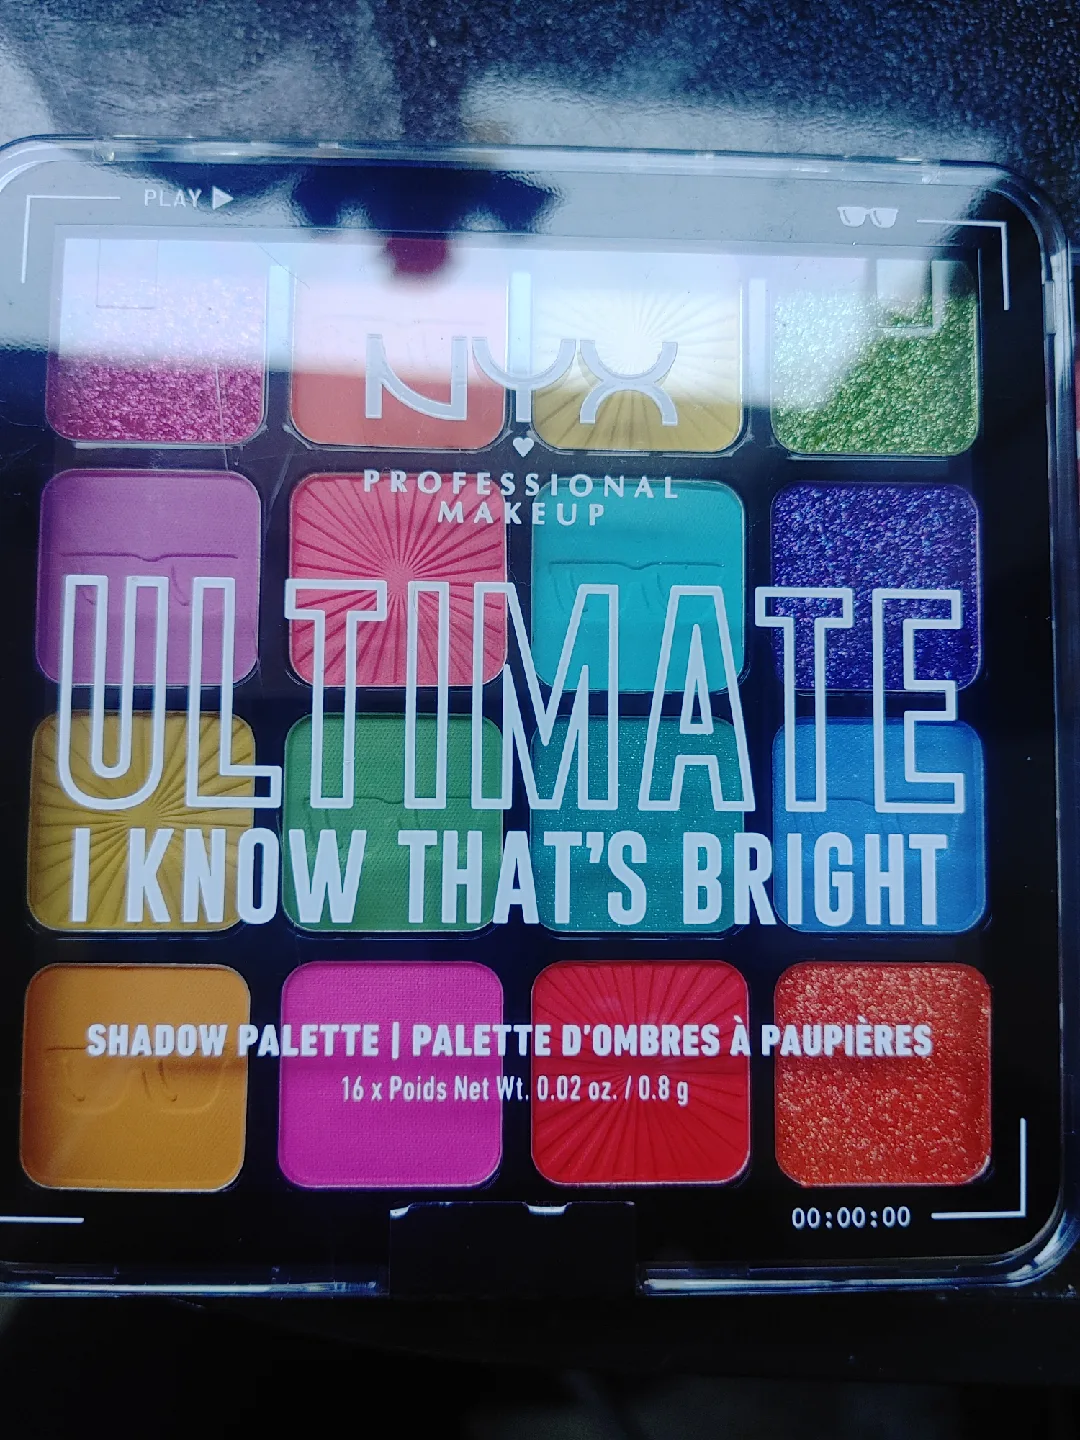 PLAY
NYX
PROFESSIONAL
MAKEUP
ULTIMATE
I KNOW THAT'S BRIGHT
SHADOW PALETTE | PALETTE D'OMBRES À PAUPIÈRES
16 x Poids Net Wt. 0.02 oz. / 0.8 g
00:00:00